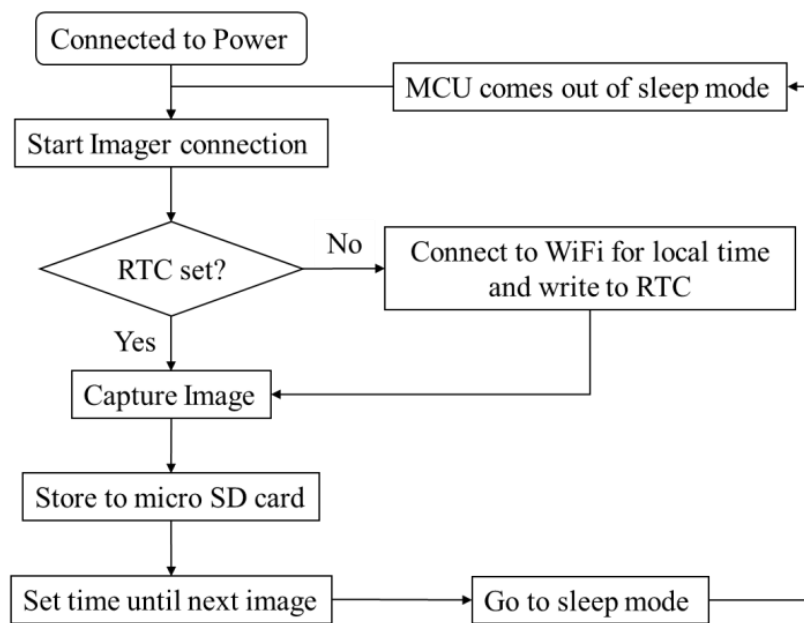 Connected to Power
MCU comes out of sleep mode
Start Imager connection
RTC set?
No
Connect to WiFi for local time
and write to RTC
Yes
Capture Image
Store to micro SD card
Set time until next image
Go to sleep mode